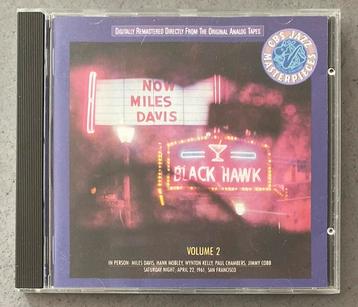 DIGITALLY REMASTERED DIRECTLY FROM THE ORIGINAL ANALOG TAPES
CBS JAZZ MASTERPIECES
NOW
MILES
DAVIS
BLACK HAWK
VOLUME 2
IN PERSON MILES DAVIS, HANK MOBLEY, WYNTON KELLY, PAUL CHAMBERS, JIMMY COBB
SATURDAY NIGHT, APRIL 22, 1961, SAN FRANCISCO